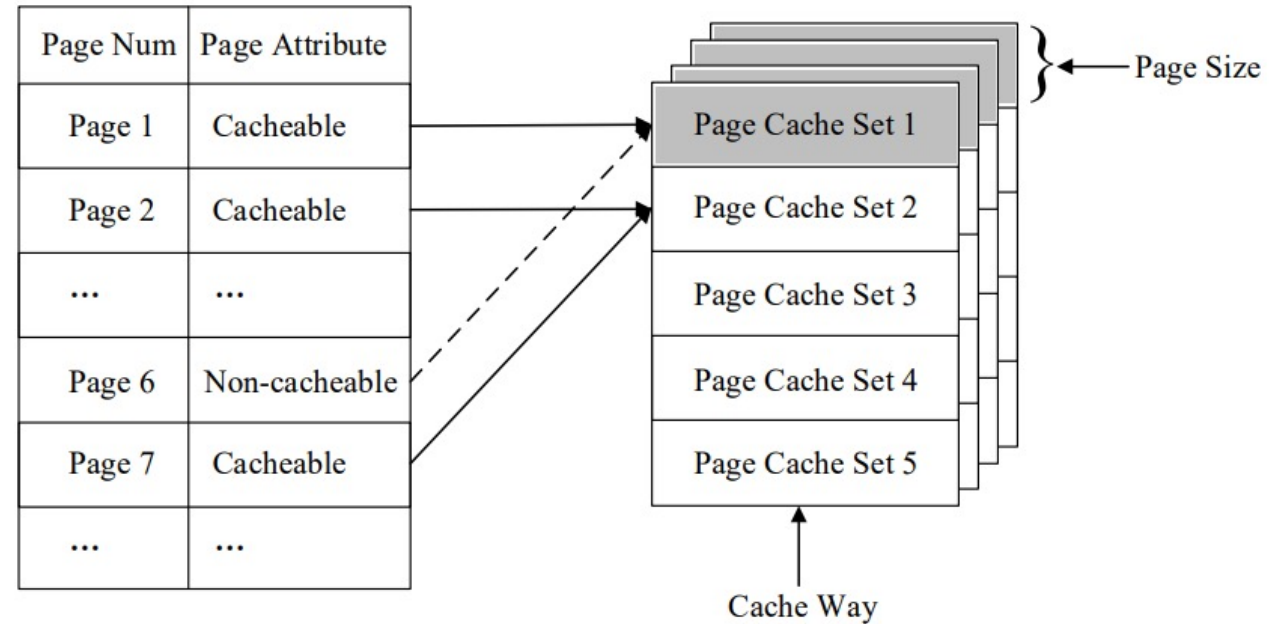 Page Num Page Attribute
Page 1 Cacheable
Page 2 Cacheable
... ...
Page 6 Non-cacheable
Page 7 Cacheable
... ...
Page Cache Set 1
Page Cache Set 2
Page Cache Set 3
Page Cache Set 4
Page Cache Set 5
Page Size
Cache Way